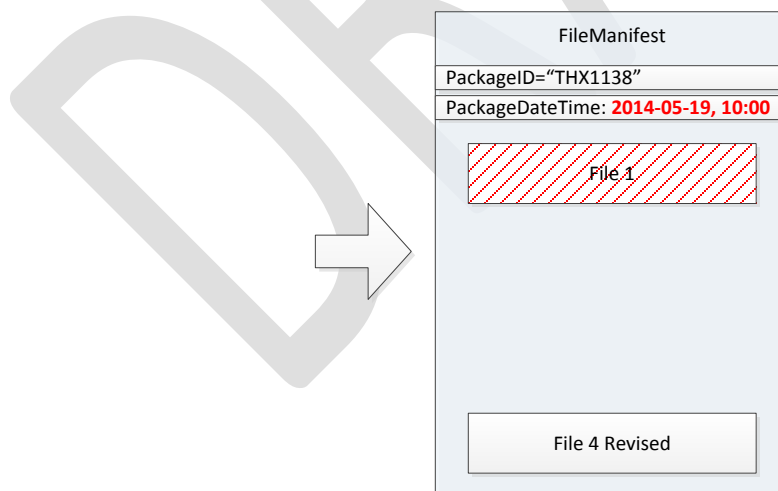 FileManifest
PackageID=“THX1138”
PackageDateTime: 2014-05-19, 10:00
File 1
File 4 Revised